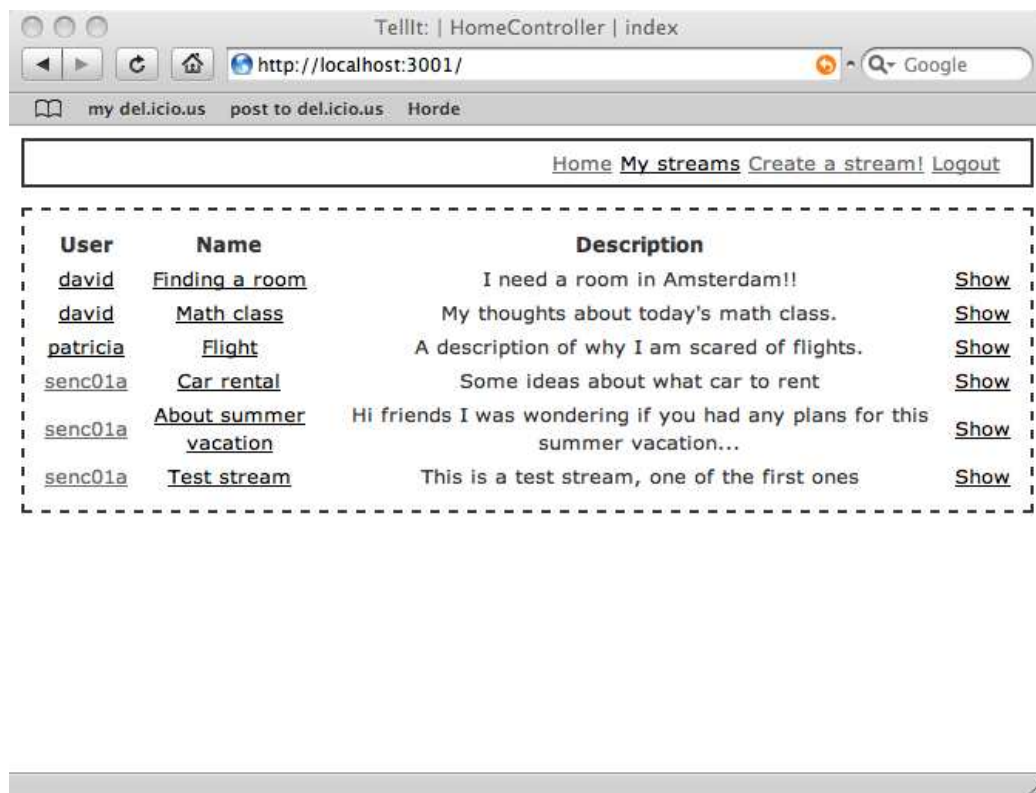 TellIt: | HomeController | index
http://localhost:3001/
Google
my del.icio.us post to del.icio.us Horde
Home My streams Create a stream! Logout
User Name Description
david Finding a room I need a room in Amsterdam!! Show
david Math class My thoughts about today's math class. Show
patricia Flight A description of why I am scared of flights. Show
senc01a Car rental Some ideas about what car to rent Show
senc01a About summer vacation Hi friends I was wondering if you had any plans for this summer vacation... Show
senc01a Test stream This is a test stream, one of the first ones Show